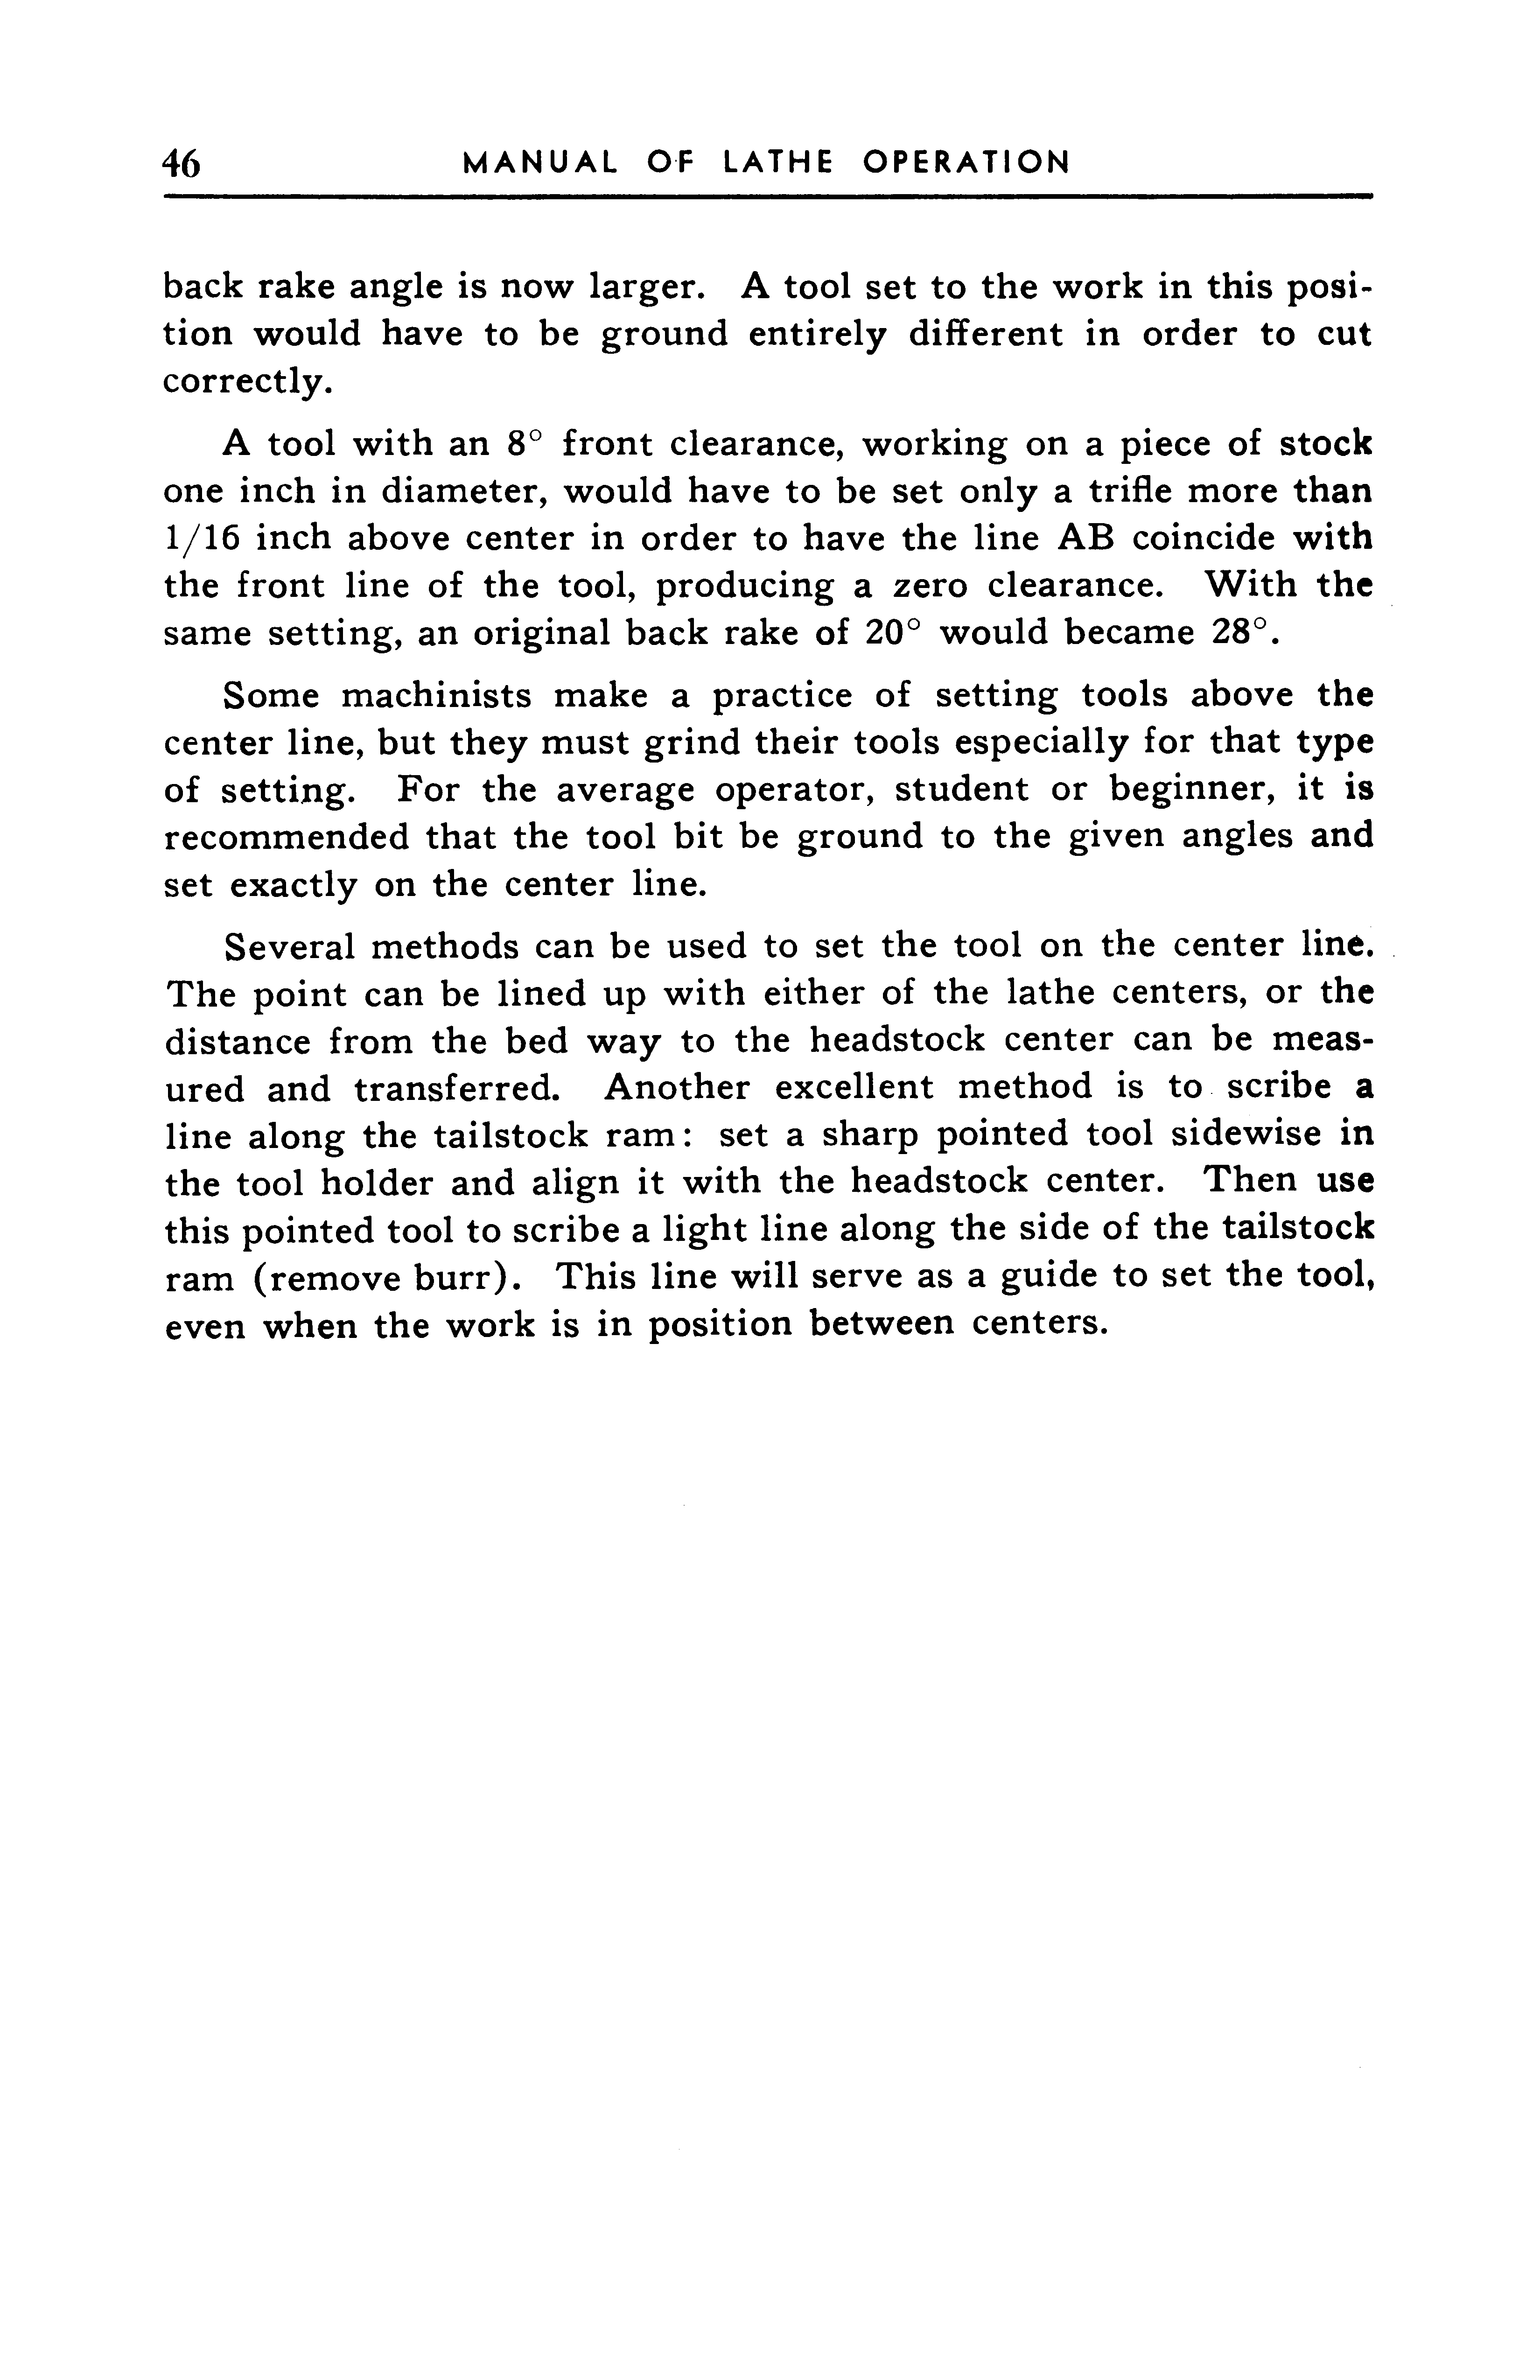 46 MANUAL OF LATHE OPERATION
back rake angle is now larger. A tool set to the work in this posi-
tion would have to be ground entirely different in order to cut
correctly.
A tool with an 8° front clearance, working on a piece of stock
one inch in diameter, would have to be set only a trifle more than
1/16 inch above center in order to have the line AB coincide with
the front line of the tool, producing a zero clearance. With the
same setting, an original back rake of 20° would became 28°.
Some machinists make a practice of setting tools above the
center line, but they must grind their tools especially for that type
of setting. For the average operator, student or beginner, it is
recommended that the tool bit be ground to the given angles and
set exactly on the center line.
Several methods can be used to set the tool on the center line.
The point can be lined up with either of the lathe centers, or the
distance from the bed way to the headstock center can be meas-
ured and transferred. Another excellent method is to scribe a
line along the tailstock ram: set a sharp pointed tool sidewise in
the tool holder and align it with the headstock center. Then use
this pointed tool to scribe a light line along the side of the tailstock
ram (remove burr). This line will serve as a guide to set the tool,
even when the work is in position between centers.